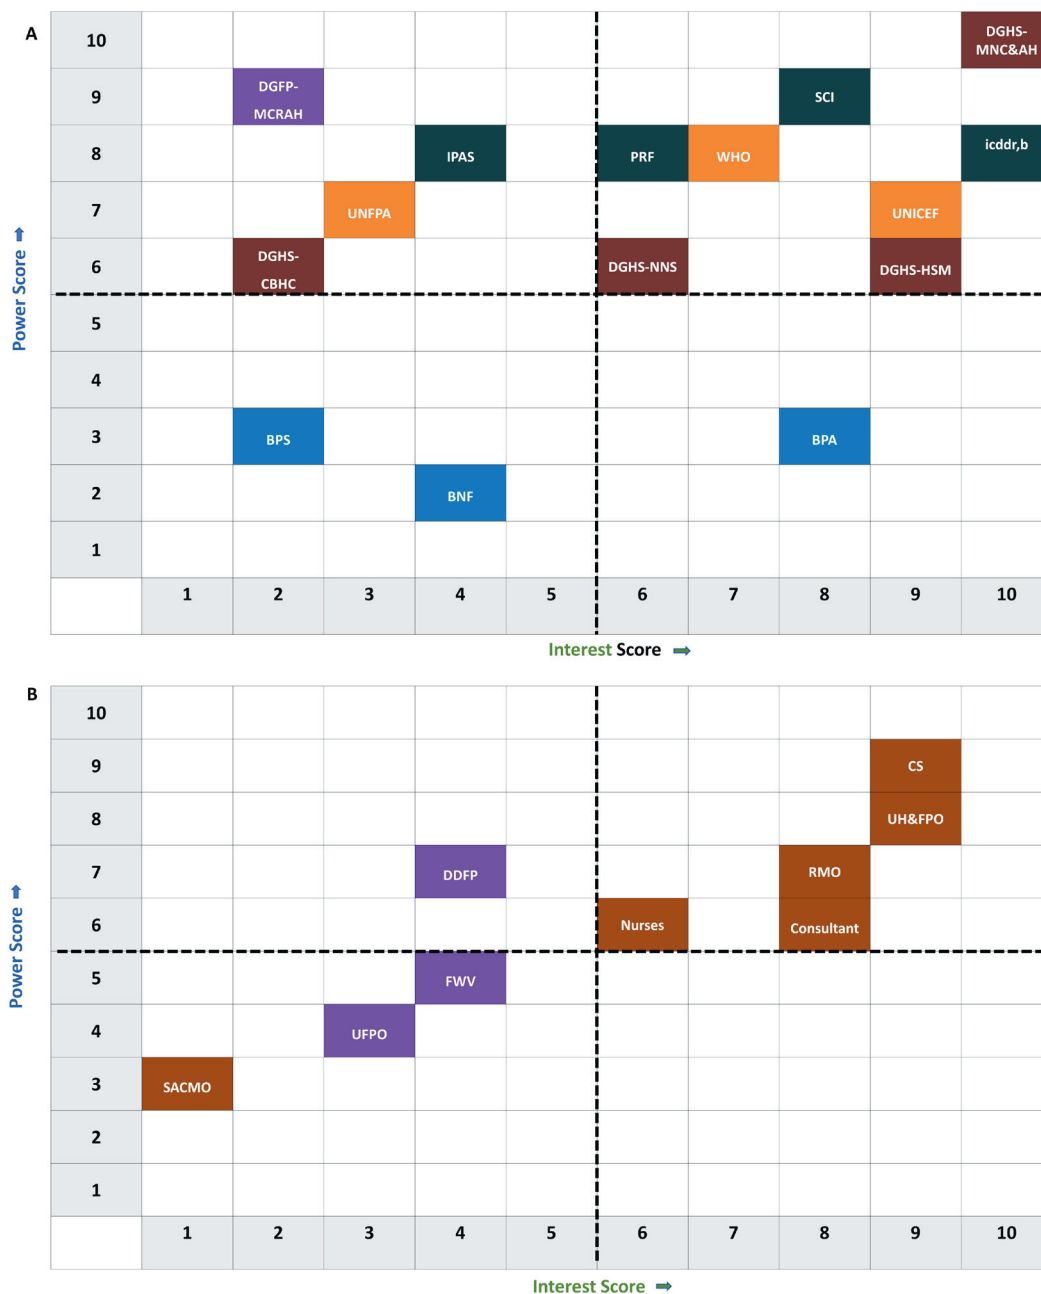 A
10
DGHS-
MNC&AH
9
DGFP-
MCRAH
SCI
8
IPAS
PRF
WHO
icddr,b
7
UNFPA
UNICEF
6
DGHS-
CBHC
DGHS-NNS
DGHS-HSM
5
4
3
BPS
BPA
2
BNF
1
Power Score
1 2 3 4 5 6 7 8 9 10
Interest Score
B
10
9
CS
8
UH&FPO
7
DDFP
RMO
6
Nurses
Consultant
5
FWV
4
UFPO
3
SACMO
2
1
Power Score
1 2 3 4 5 6 7 8 9 10
Interest Score